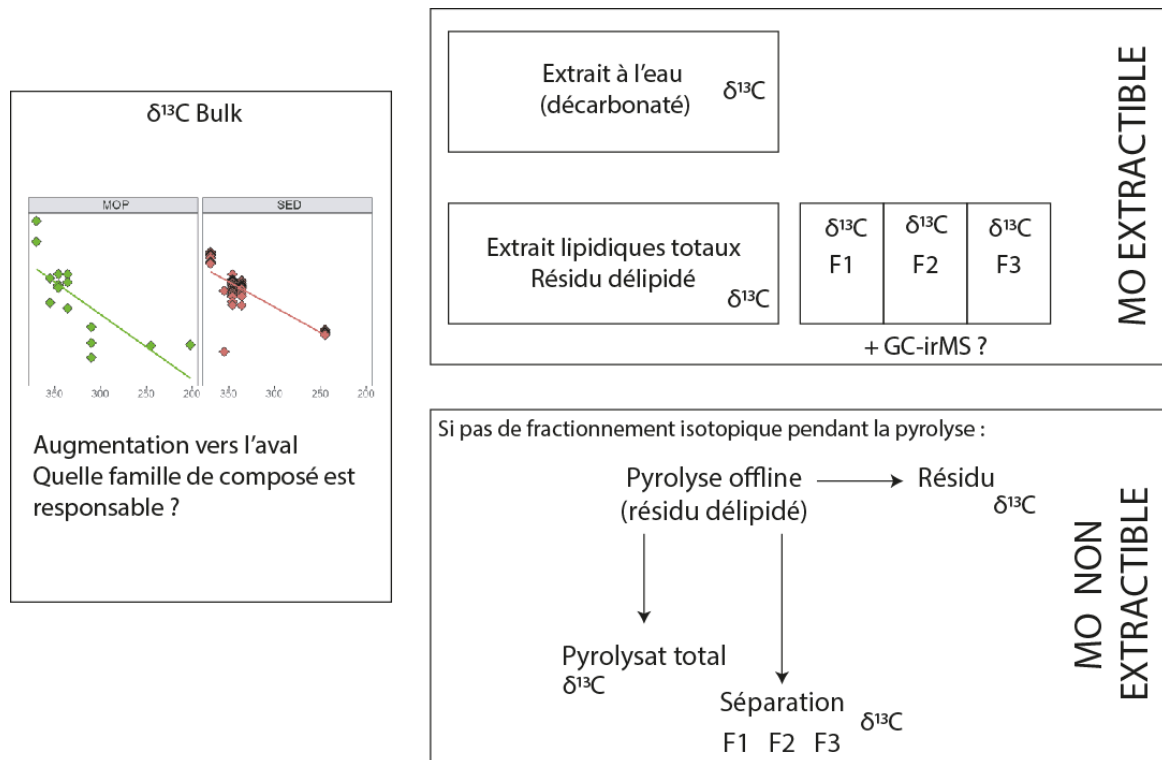 δ¹³C Bulk
MOP SED
350 300 250 200 350 300 250 200
Augmentation vers l'aval
Quelle famille de composé est
responsable ?
Extrait à l'eau
(décarbonaté)
δ¹³C
Extrait lipidiques totaux
Résidu délipidé
δ¹³C
δ¹³C δ¹³C δ¹³C
F1 F2 F3
+ GC-irMS ?
MO EXTRACTIBLE
Si pas de fractionnement isotopique pendant la pyrolyse :
Pyrolyse offline
(résidu délipidé)
Résidu
δ¹³C
Pyrolysat total
δ¹³C
Séparation
δ¹³C
F1 F2 F3
MO NON
EXTRACTIBLE